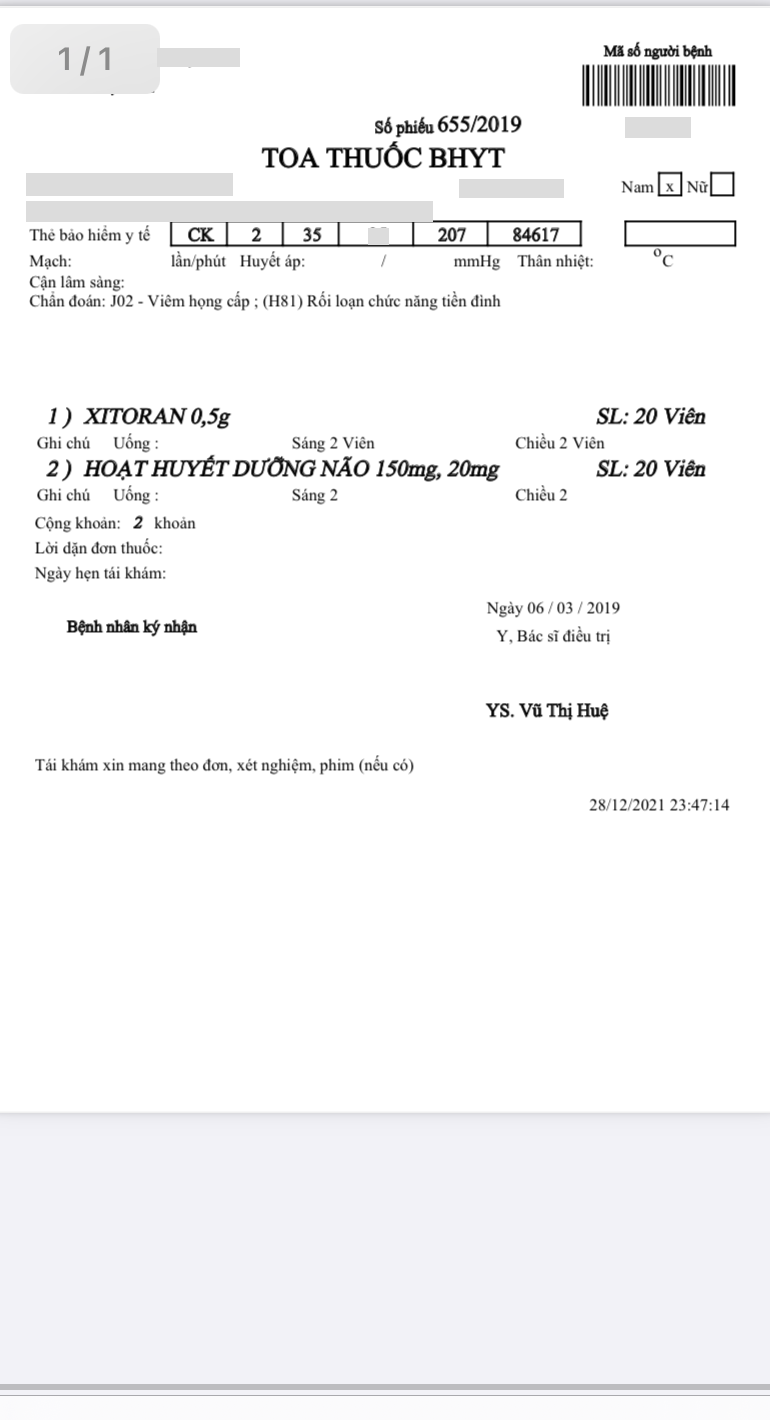 1/1
Mã số người bệnh
Số phiếu 655/2019
TOA THUỐC BHYT
Nam x Nữ
Thẻ bảo hiểm y tế CK 2 35 207 84617
Mạch: lần/phút Huyết áp: / mmHg Thân nhiệt: °C
Cận lâm sàng:
Chẩn đoán: J02 - Viêm họng cấp ; (H81) Rối loạn chức năng tiền đình
1 ) XITORAN 0,5g SL: 20 Viên
Ghi chú Uống : Sáng 2 Viên Chiều 2 Viên
2 ) HOẠT HUYẾT DƯỠNG NÃO 150mg, 20mg SL: 20 Viên
Ghi chú Uống : Sáng 2 Chiều 2
Cộng khoản: 2 khoản
Lời dặn đơn thuốc:
Ngày hẹn tái khám:
Ngày 06 / 03 / 2019
Bệnh nhân ký nhận
Y, Bác sĩ điều trị
YS. Vũ Thị Huệ
Tái khám xin mang theo đơn, xét nghiệm, phim (nếu có)
28/12/2021 23:47:14